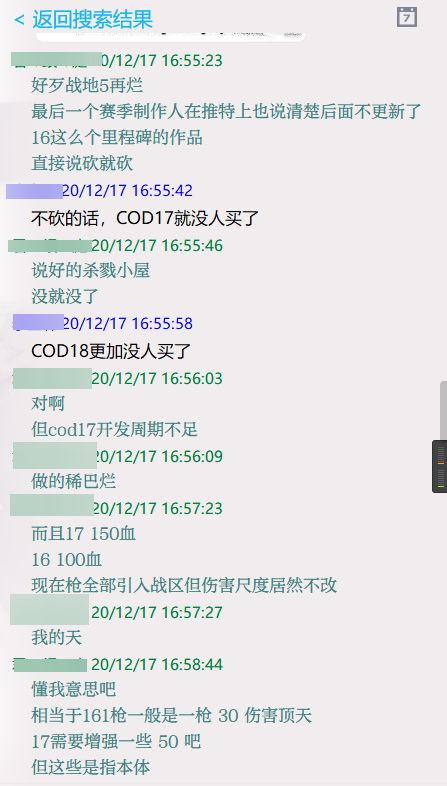 < 返回搜索结果
7
20/12/17 16:55:23
好歹战地5再烂
最后一个赛季制作人在推特上也说清楚后面不更新了
16这么个里程碑的作品
直接说砍就砍
20/12/17 16:55:42
不砍的话，COD17就没人买了
20/12/17 16:55:46
说好的杀戮小屋
没就没了
20/12/17 16:55:58
COD18更加没人买了
20/12/17 16:56:03
对啊
但cod17开发周期不足
20/12/17 16:56:09
做的稀巴烂
20/12/17 16:57:23
而且17 150血
16 100血
现在枪全部引入战区但伤害尺度居然不改
20/12/17 16:57:27
我的天
20/12/17 16:58:44
懂我意思吧
相当于161枪一般是一枪 30 伤害顶天
17需要增强一些 50 吧
但这些是指本体